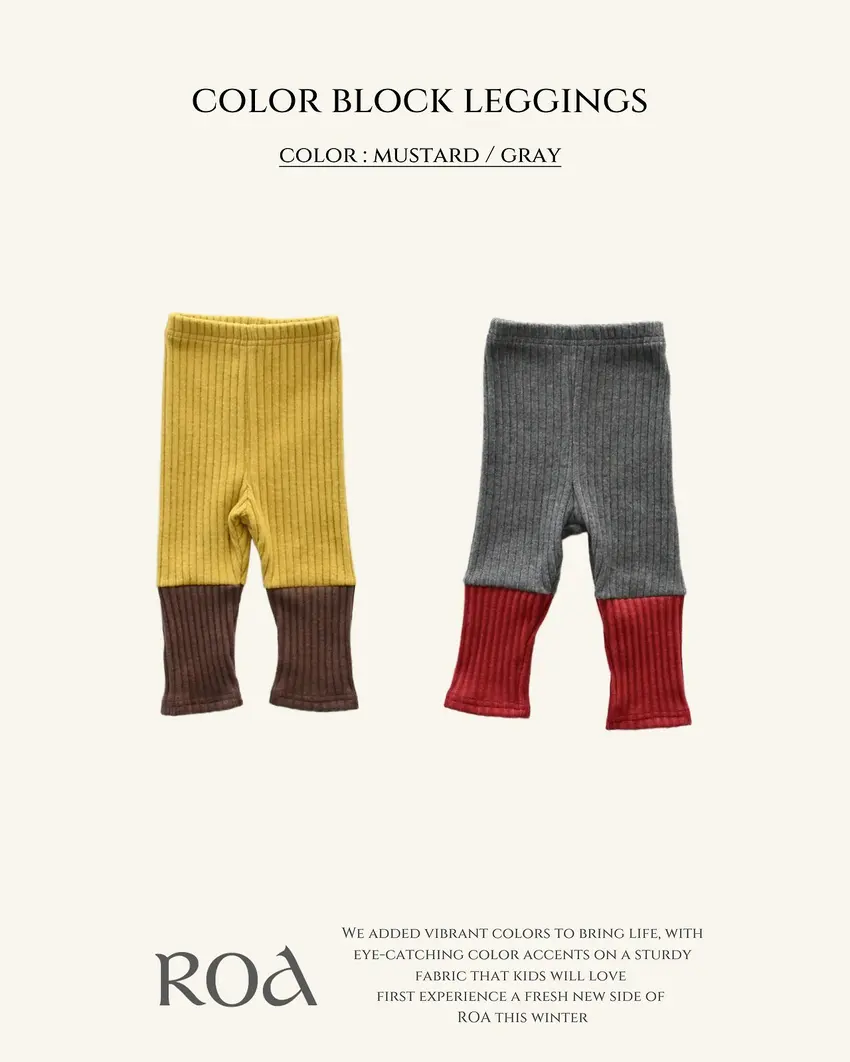 COLOR BLOCK LEGGINGS
COLOR : MUSTARD / GRAY
ROA
WE ADDED VIBRANT COLORS TO BRING LIFE, WITH
EYE-CATCHING COLOR ACCENTS ON A STURDY
FABRIC THAT KIDS WILL LOVE
FIRST EXPERIENCE A FRESH NEW SIDE OF
ROA THIS WINTER